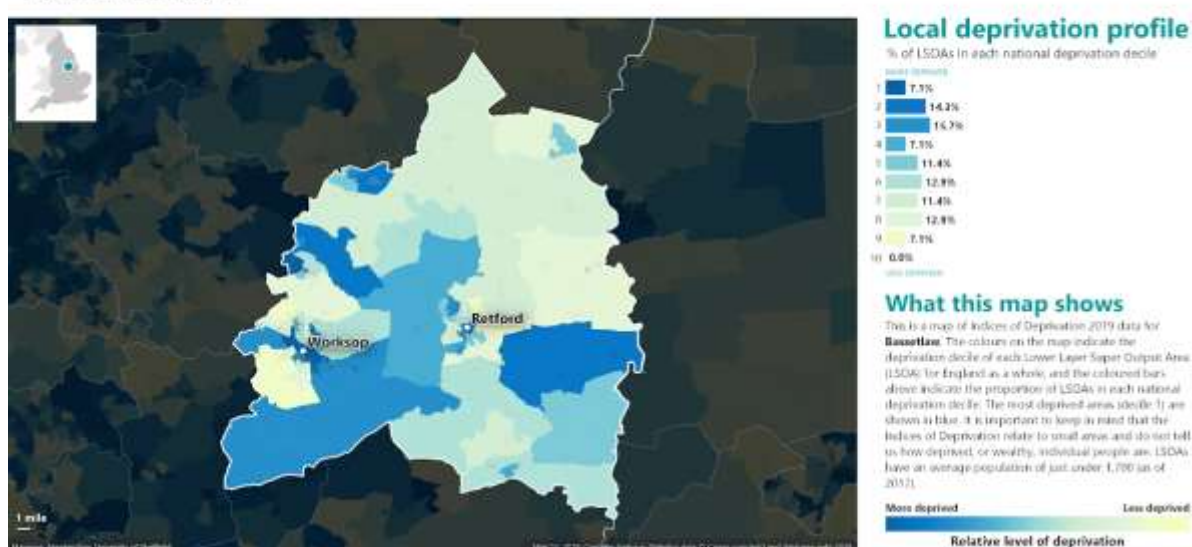 Retford
Worksop
1 mile
Local deprivation profile
% of LSOAs in each national deprivation decile
MORE DEPRIVED
1 7.1%
2 14.3%
3 15.7%
4 7.1%
5 11.4%
6 12.9%
7 11.4%
8 12.9%
9 7.1%
10 0.0%
LESS DEPRIVED
What this map shows
This is a map of Indices of Deprivation 2019 data for
Bassetlaw. The colours on the map indicate the
deprivation decile of each Lower Layer Super Output Area
(LSOA) for England as a whole, and the coloured bars
above indicate the proportion of LSOAs in each national
deprivation decile. The most deprived areas (decile 1) are
shown in blue. It is important to keep in mind that the
Indices of Deprivation relate to small areas and do not tell
us how deprived, or wealthy, individual people are. LSOAs
have an average population of just under 1,700 (as of
2017).
More deprived Less deprived
Relative level of deprivation